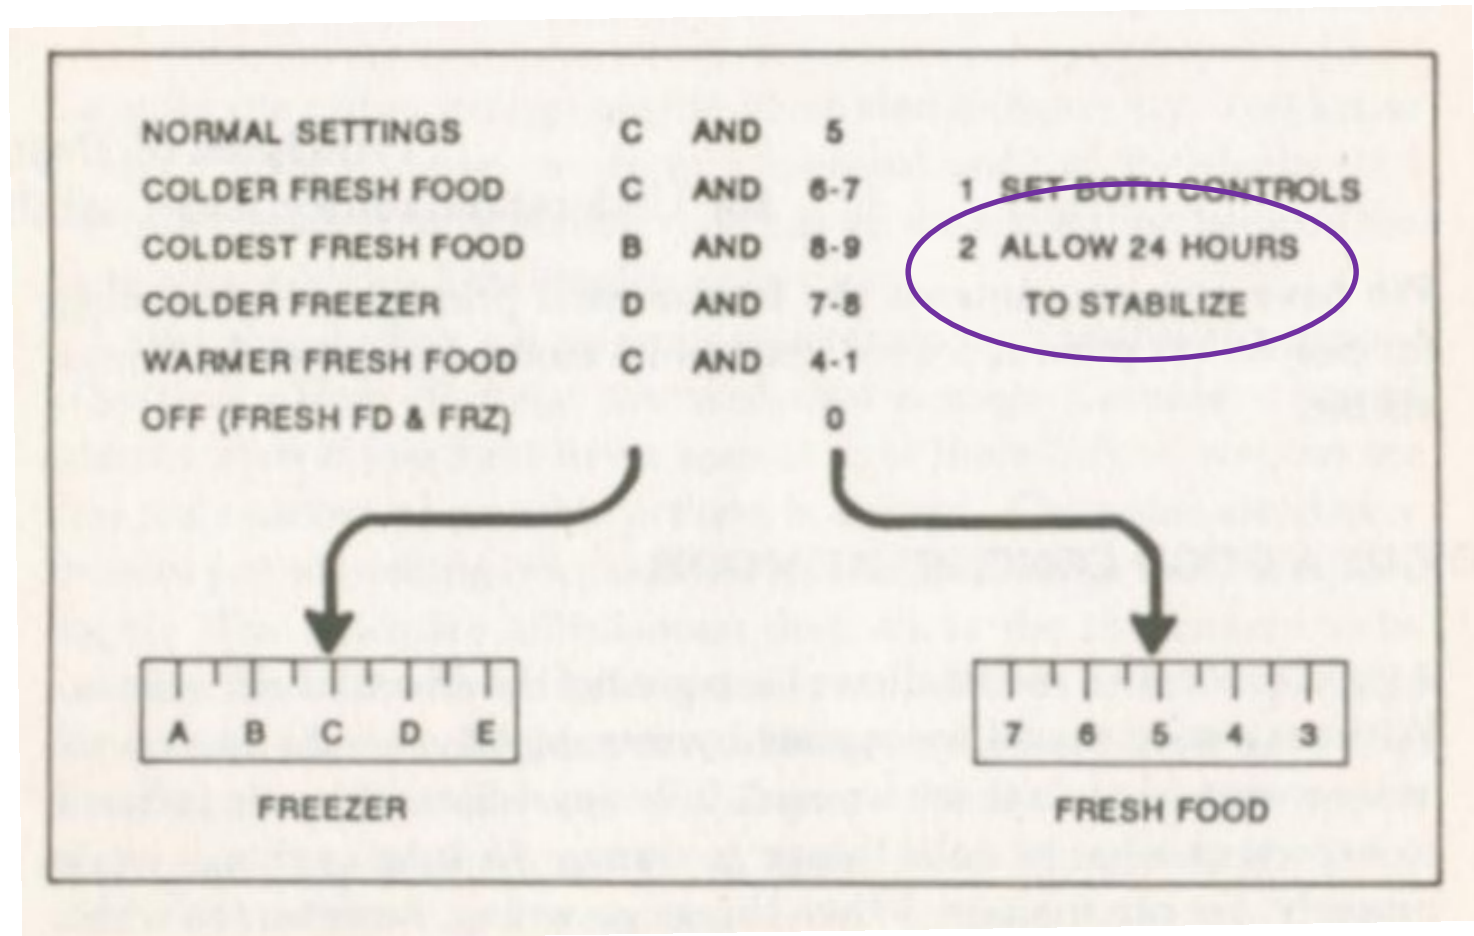 NORMAL SETTINGS C AND 5
COLDER FRESH FOOD C AND 6-7 1 SET BOTH CONTROLS
COLDEST FRESH FOOD B AND 8-9 2 ALLOW 24 HOURS
COLDER FREEZER D AND 7-8 TO STABILIZE
WARMER FRESH FOOD C AND 4-1
OFF (FRESH FD & FRZ) 0
A B C D E
7 6 5 4 3
FREEZER
FRESH FOOD